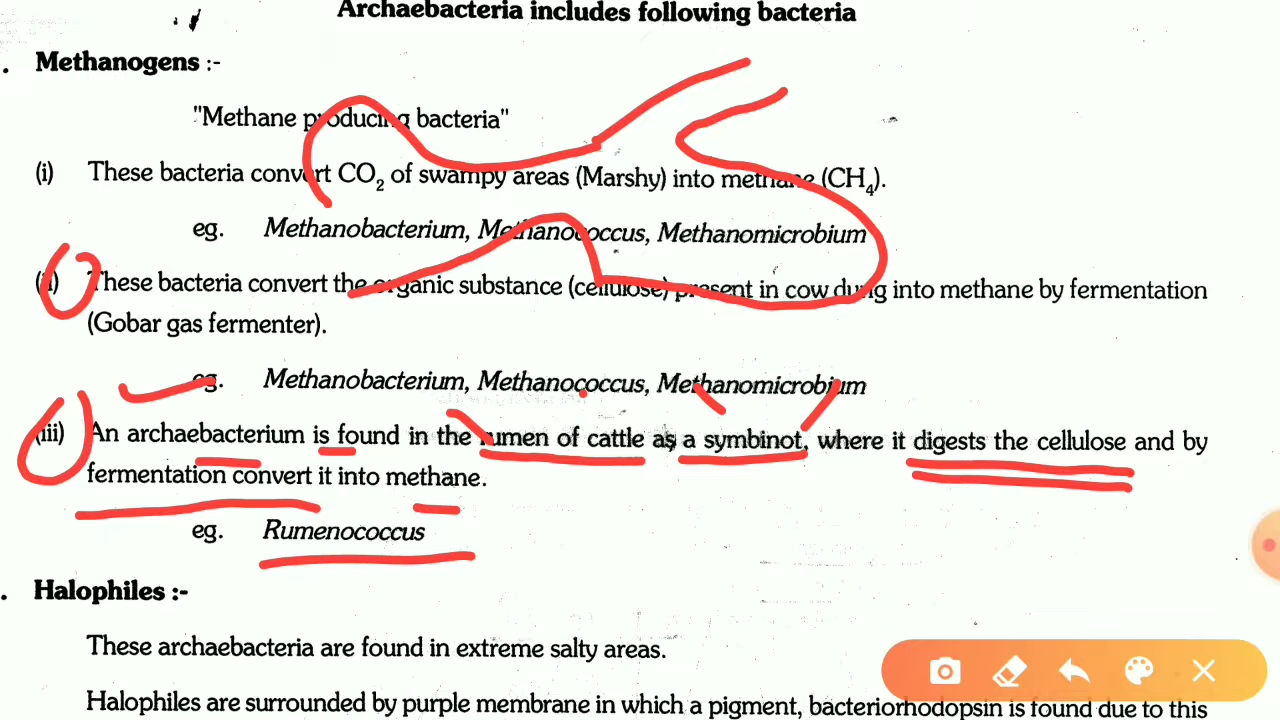 Archaebacteria includes following bacteria
. Methanogens :-
"Methane producing bacteria"
(i) These bacteria convert CO₂ of swampy areas (Marshy) into methane (CH₄).
eg. Methanobacterium, Methanococcus, Methanomicrobium
(ii) These bacteria convert the organic substance (cellulose) present in cow dung into methane by fermentation
(Gobar gas fermenter).
eg. Methanobacterium, Methanococcus, Methanomicrobium
(iii) An archaebacterium is found in the rumen of cattle as a symbinot, where it digests the cellulose and by
fermentation convert it into methane.
eg. Rumenococcus
. Halophiles :-
These archaebacteria are found in extreme salty areas.
Halophiles are surrounded by purple membrane in which a pigment, bacteriorhodopsin is found due to this